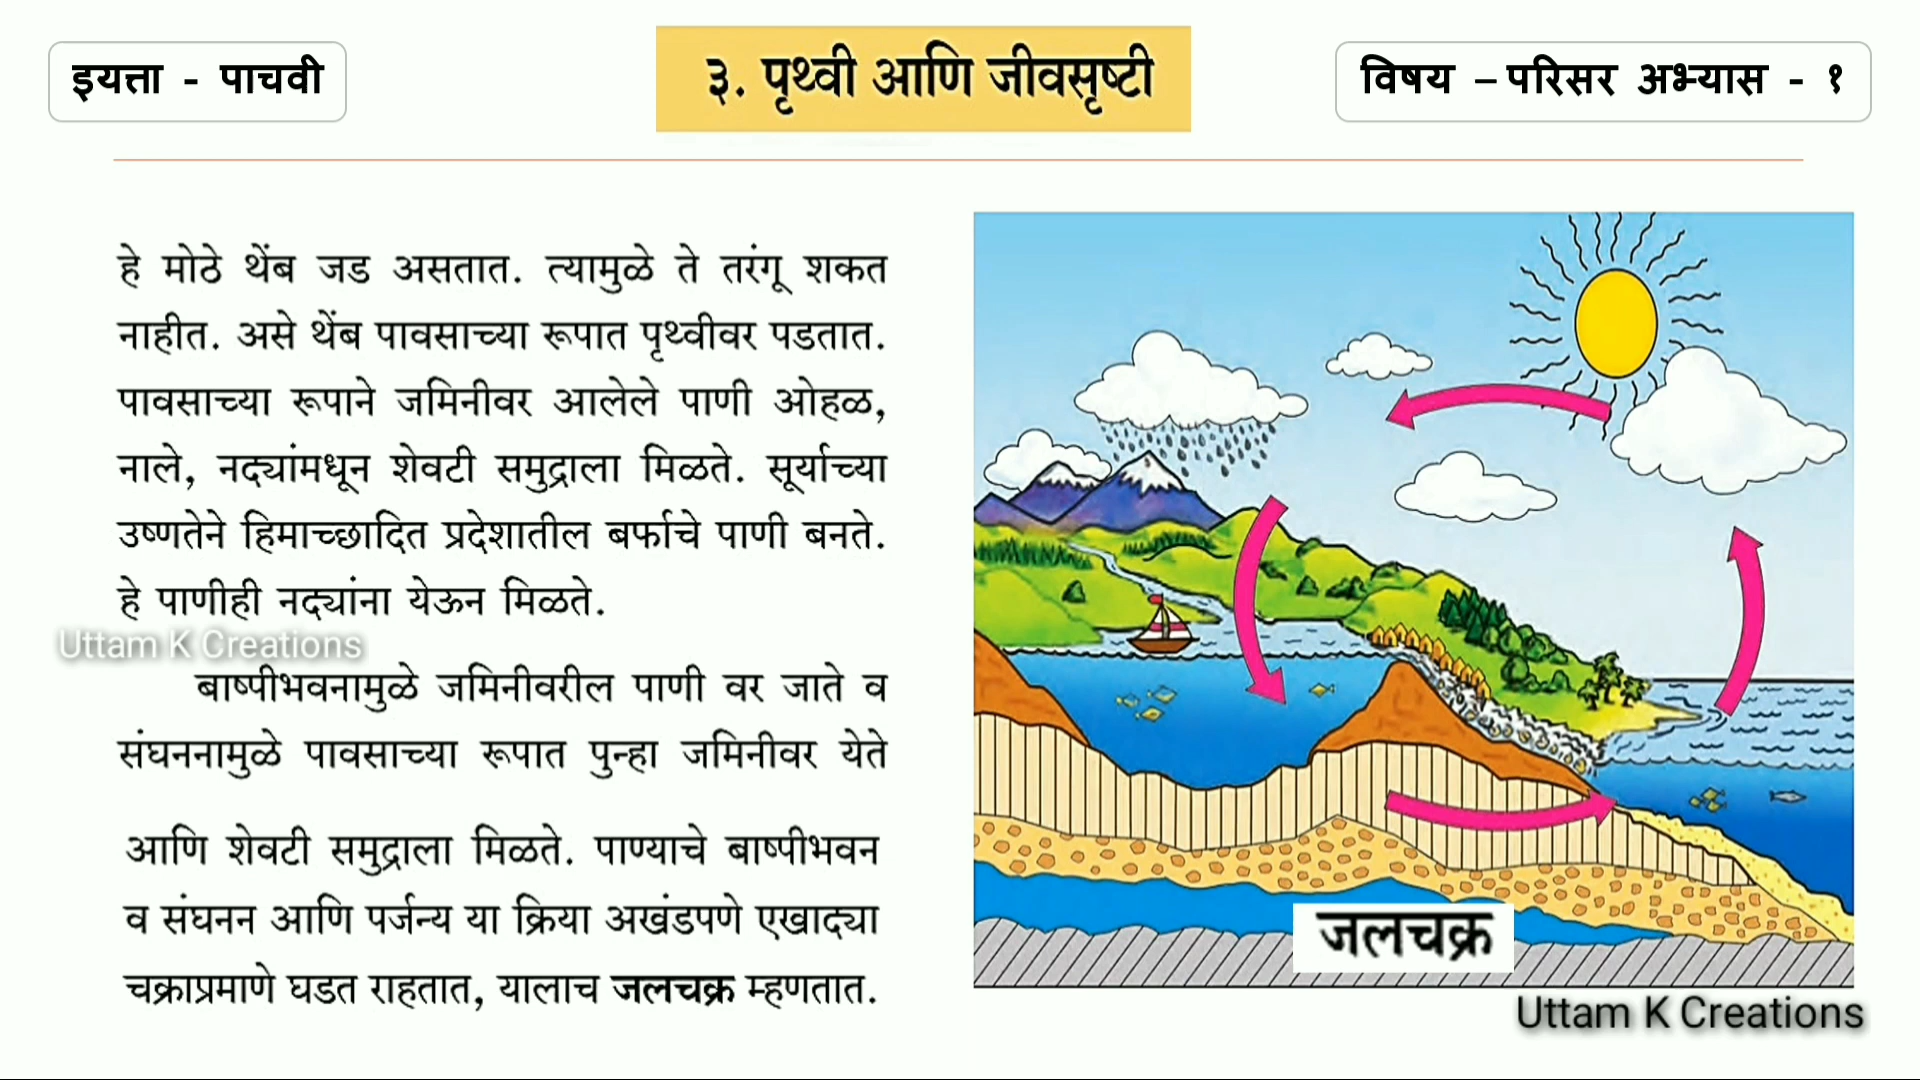 इयत्ता - पाचवी
३. पृथ्वी आणि जीवसृष्टी
विषय – परिसर अभ्यास - १
हे मोठे थेंब जड असतात. त्यामुळे ते तरंगू शकत
नाहीत. असे थेंब पावसाच्या रूपात पृथ्वीवर पडतात.
पावसाच्या रूपाने जमिनीवर आलेले पाणी ओहळ,
नाले, नद्यांमधून शेवटी समुद्राला मिळते. सूर्याच्या
उष्णतेने हिमाच्छादित प्रदेशातील बर्फाचे पाणी बनते.
हे पाणीही नद्यांना येऊन मिळते.
Uttam K Creations
बाष्पीभवनामुळे जमिनीवरील पाणी वर जाते व
संघननामुळे पावसाच्या रूपात पुन्हा जमिनीवर येते
आणि शेवटी समुद्राला मिळते. पाण्याचे बाष्पीभवन
व संघनन आणि पर्जन्य या क्रिया अखंडपणे एखाद्या
चक्राप्रमाणे घडत राहतात, यालाच जलचक्र म्हणतात.
जलचक्र
Uttam K Creations